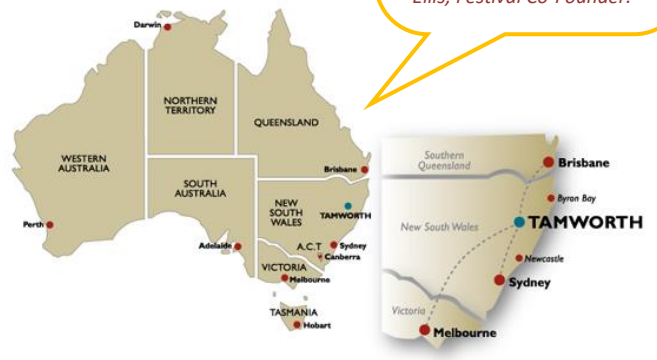 Ellis, Festival Co-Founder.
Darwin
NORTHERN
TERRITORY
QUEENSLAND
WESTERN
AUSTRALIA
SOUTH
AUSTRALIA
Brisbane
NEW
SOUTH
WALES
TAMWORTH
Perth
Adelaide
A.C.T
Sydney
Canberra
VICTORIA
Melbourne
TASMANIA
Hobart
Southern
Queensland
Brisbane
Byron Bay
New South Wales
TAMWORTH
Newcastle
Sydney
Victoria
Melbourne